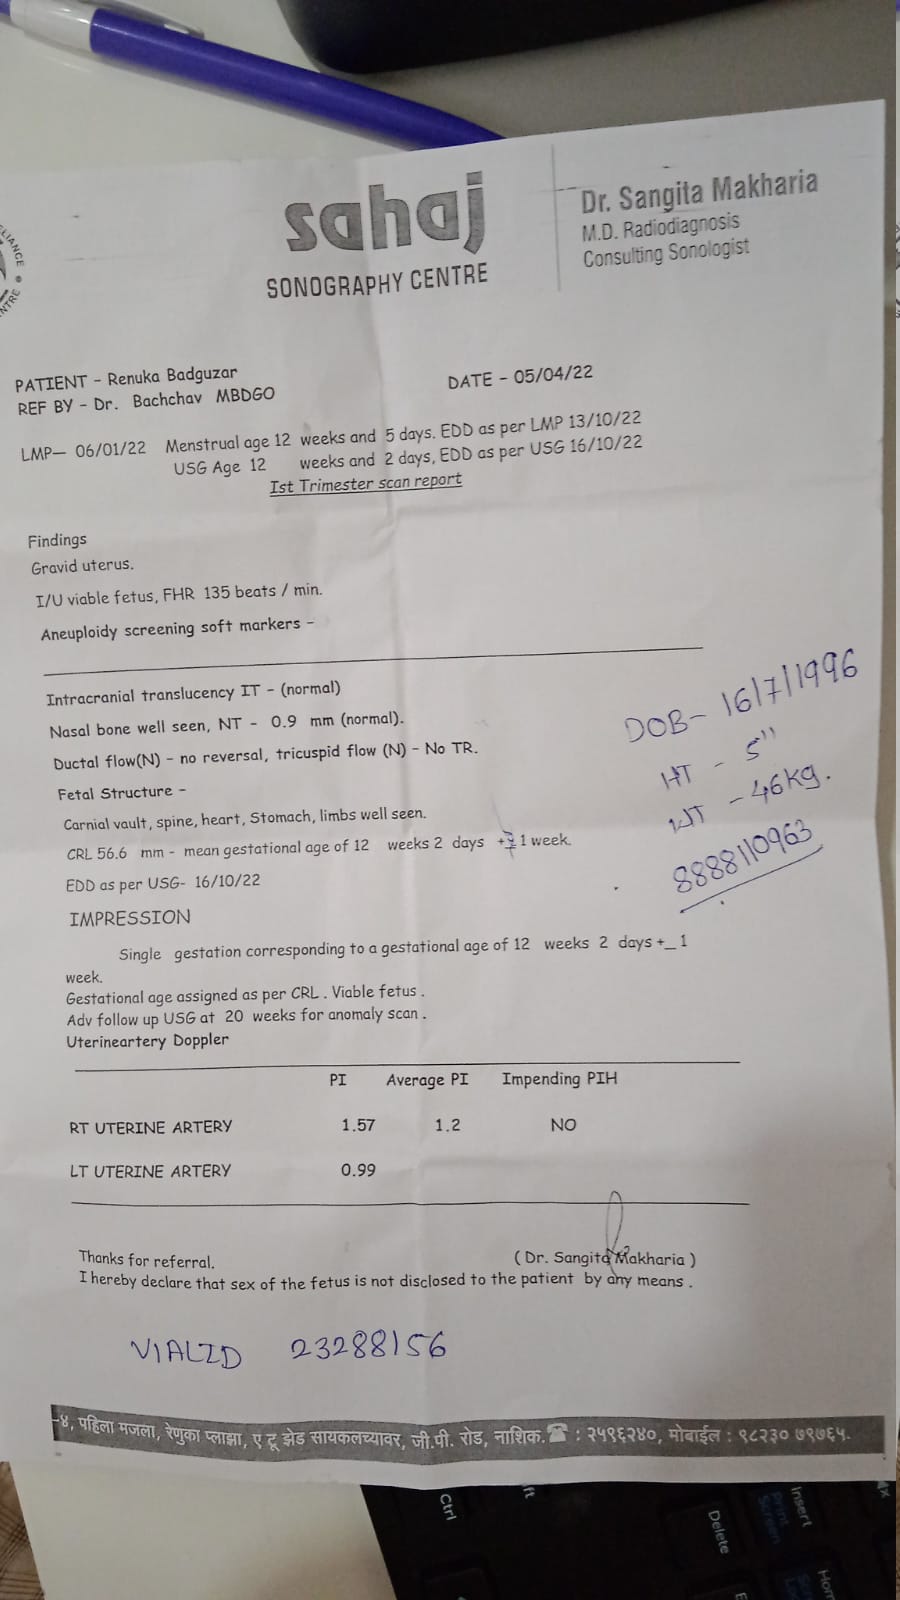 LIANCE
NTRE
sahaj
SONOGRAPHY CENTRE
Dr. Sangita Makharia
M.D. Radiodiagnosis
Consulting Sonologist
PATIENT - Renuka Badguzar
DATE - 05/04/22
REF BY - Dr. Bachchav MBDGO
LMP— 06/01/22 Menstrual age 12 weeks and 5 days. EDD as per LMP 13/10/22
USG Age 12 weeks and 2 days, EDD as per USG 16/10/22
Ist Trimester scan report
Findings
Gravid uterus.
I/U viable fetus, FHR 135 beats / min.
Aneuploidy screening soft markers -
Intracranial translucency IT - (normal)
Nasal bone well seen, NT - 0.9 mm (normal).
Ductal flow(N) - no reversal, tricuspid flow (N) - No TR.
Fetal Structure -
Carnial vault, spine, heart, Stomach, limbs well seen.
CRL 56.6 mm - mean gestational age of 12 weeks 2 days 1 week.
EDD as per USG- 16/10/22
DOB- 16/7/1996
HT - 5"
WT - 46kg.
8888110963
IMPRESSION
Single gestation corresponding to a gestational age of 12 weeks 2 days +_ 1
week.
Gestational age assigned as per CRL . Viable fetus .
Adv follow up USG at 20 weeks for anomaly scan .
Uterineartery Doppler
PI Average PI Impending PIH
RT UTERINE ARTERY 1.57 1.2 NO
LT UTERINE ARTERY 0.99
Thanks for referral. ( Dr. Sangita Makharia )
I hereby declare that sex of the fetus is not disclosed to the patient by any means .
VIALID 23288156
-४, पहिला मजला, रेणुका प्लाझा, ए टू झेड सायकलच्यावर, जी.पी. रोड, नाशिक.☎ : २५९६२४०, मोबाईल : ९८२३० ७९७६५.
Ctrl
Delete
Insert
Print
Screen